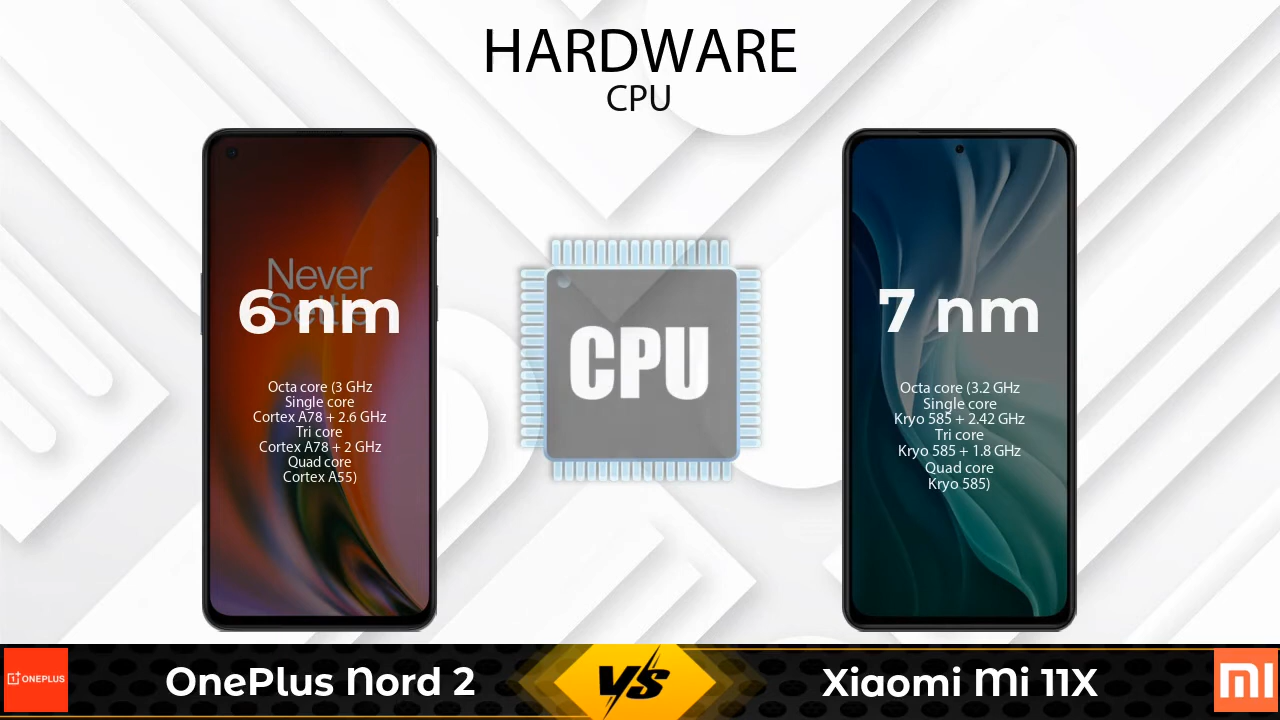 HARDWARE
CPU
Never
Settle
6 nm
Octa core (3 GHz
Single core
Cortex A78 + 2.6 GHz
Tri core
Cortex A78 + 2 GHz
Quad core
Cortex A55)
CPU
7 nm
Octa core (3.2 GHz
Single core
Kryo 585 + 2.42 GHz
Tri core
Kryo 585 + 1.8 GHz
Quad core
Kryo 585)
1+ ONEPLUS
OnePlus Nord 2
VS
Xiaomi Mi 11X
MI